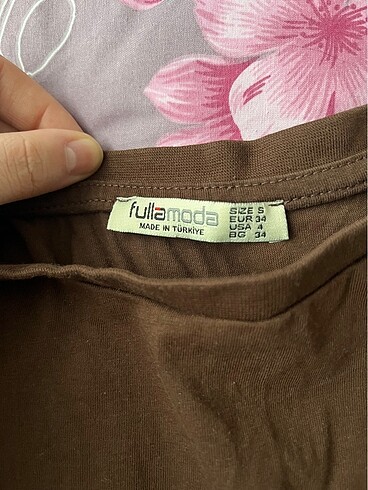 fullamoda
MADE IN TÜRKİYE
SIZE S
EUR 34
USA 4
BG 34